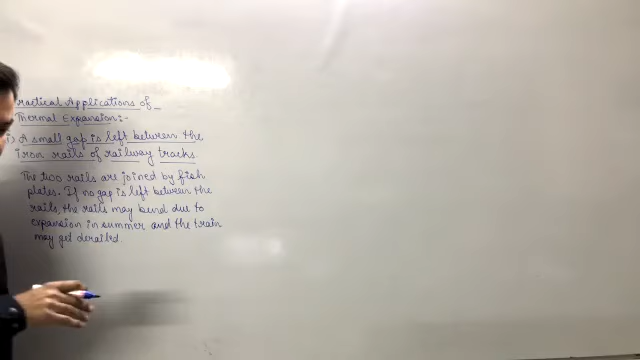 ractical Applications of
Thermal Expansion:-
i) A small gap is left between the
iron rails of railway tracks
The two rails are joined by fish
plates. If no gap is left between the
rails, the rails may bend due to
expansion in summer and the train
may get derailed.